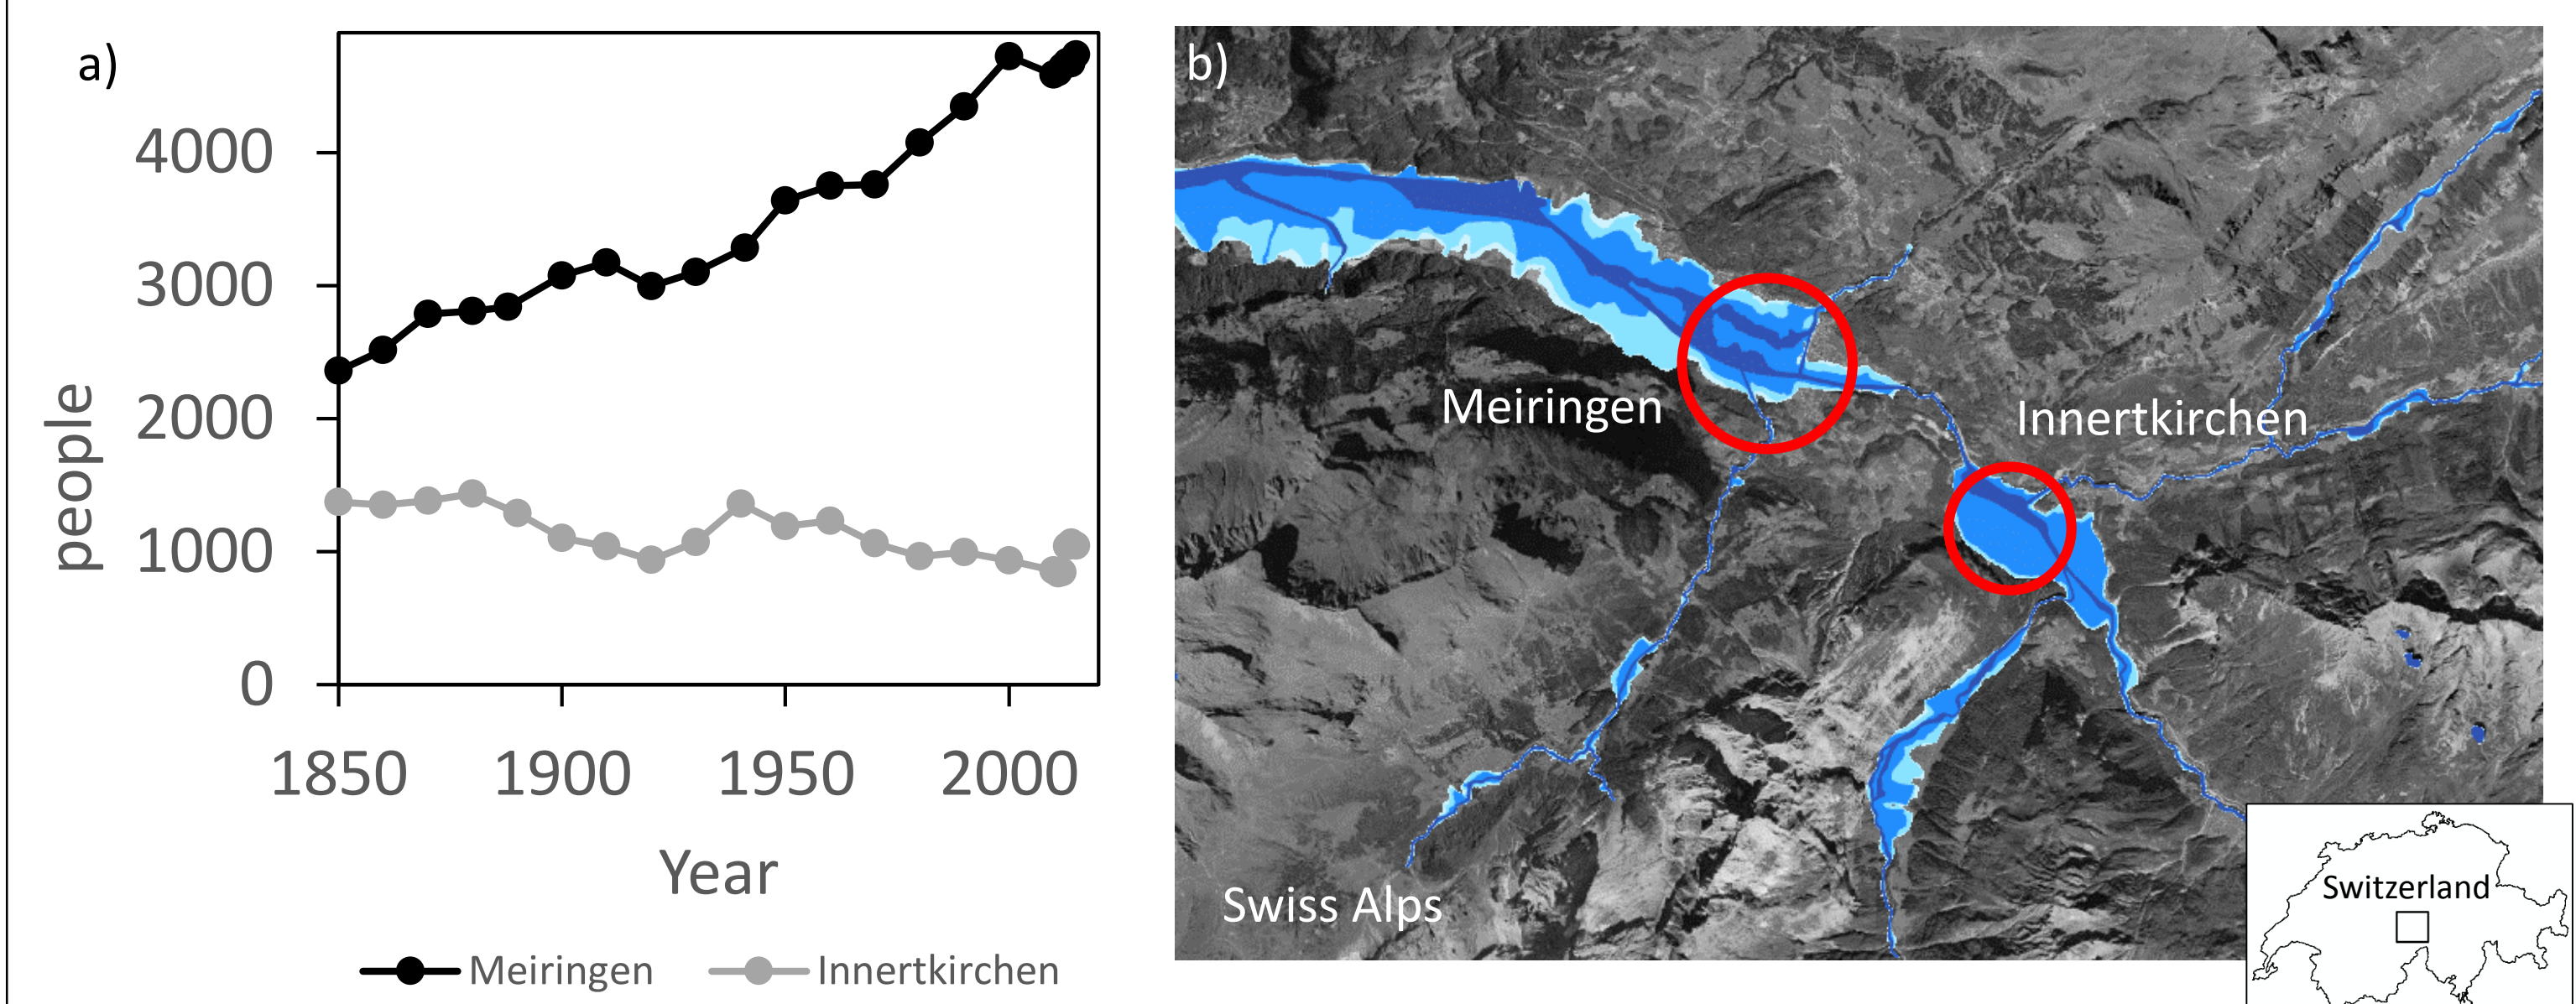 a)
4000
3000
2000
1000
0
people
1850 1900 1950 2000
Year
Meiringen Innertkirchen
b)
Meiringen
Innertkirchen
Swiss Alps
Switzerland